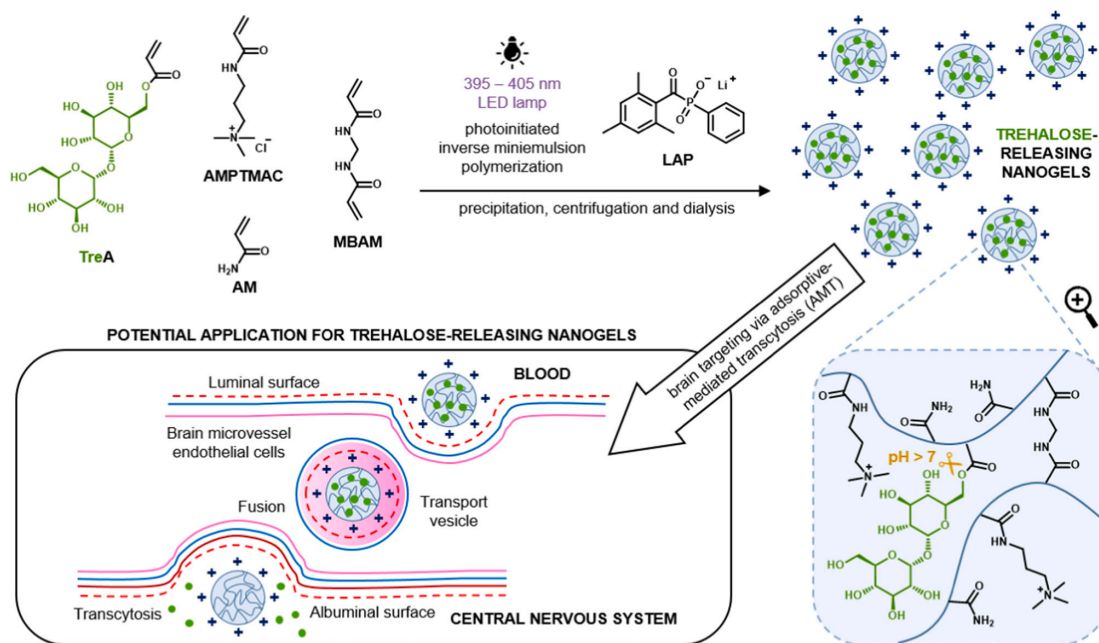 TreA
AMPTMAC
AM
MBAM
395 – 405 nm
LED lamp
photoinitiated
inverse miniemulsion
polymerization
LAP
precipitation, centrifugation and dialysis
TREHALOSE-
RELEASING
NANOGELS
brain targeting via adsorptive-
mediated transcytosis (AMT)
POTENTIAL APPLICATION FOR TREHALOSE-RELEASING NANOGELS
Luminal surface
BLOOD
Brain microvessel
endothelial cells
Fusion
Transport
vesicle
Transcytosis
Albuminal surface
CENTRAL NERVOUS SYSTEM
pH > 7